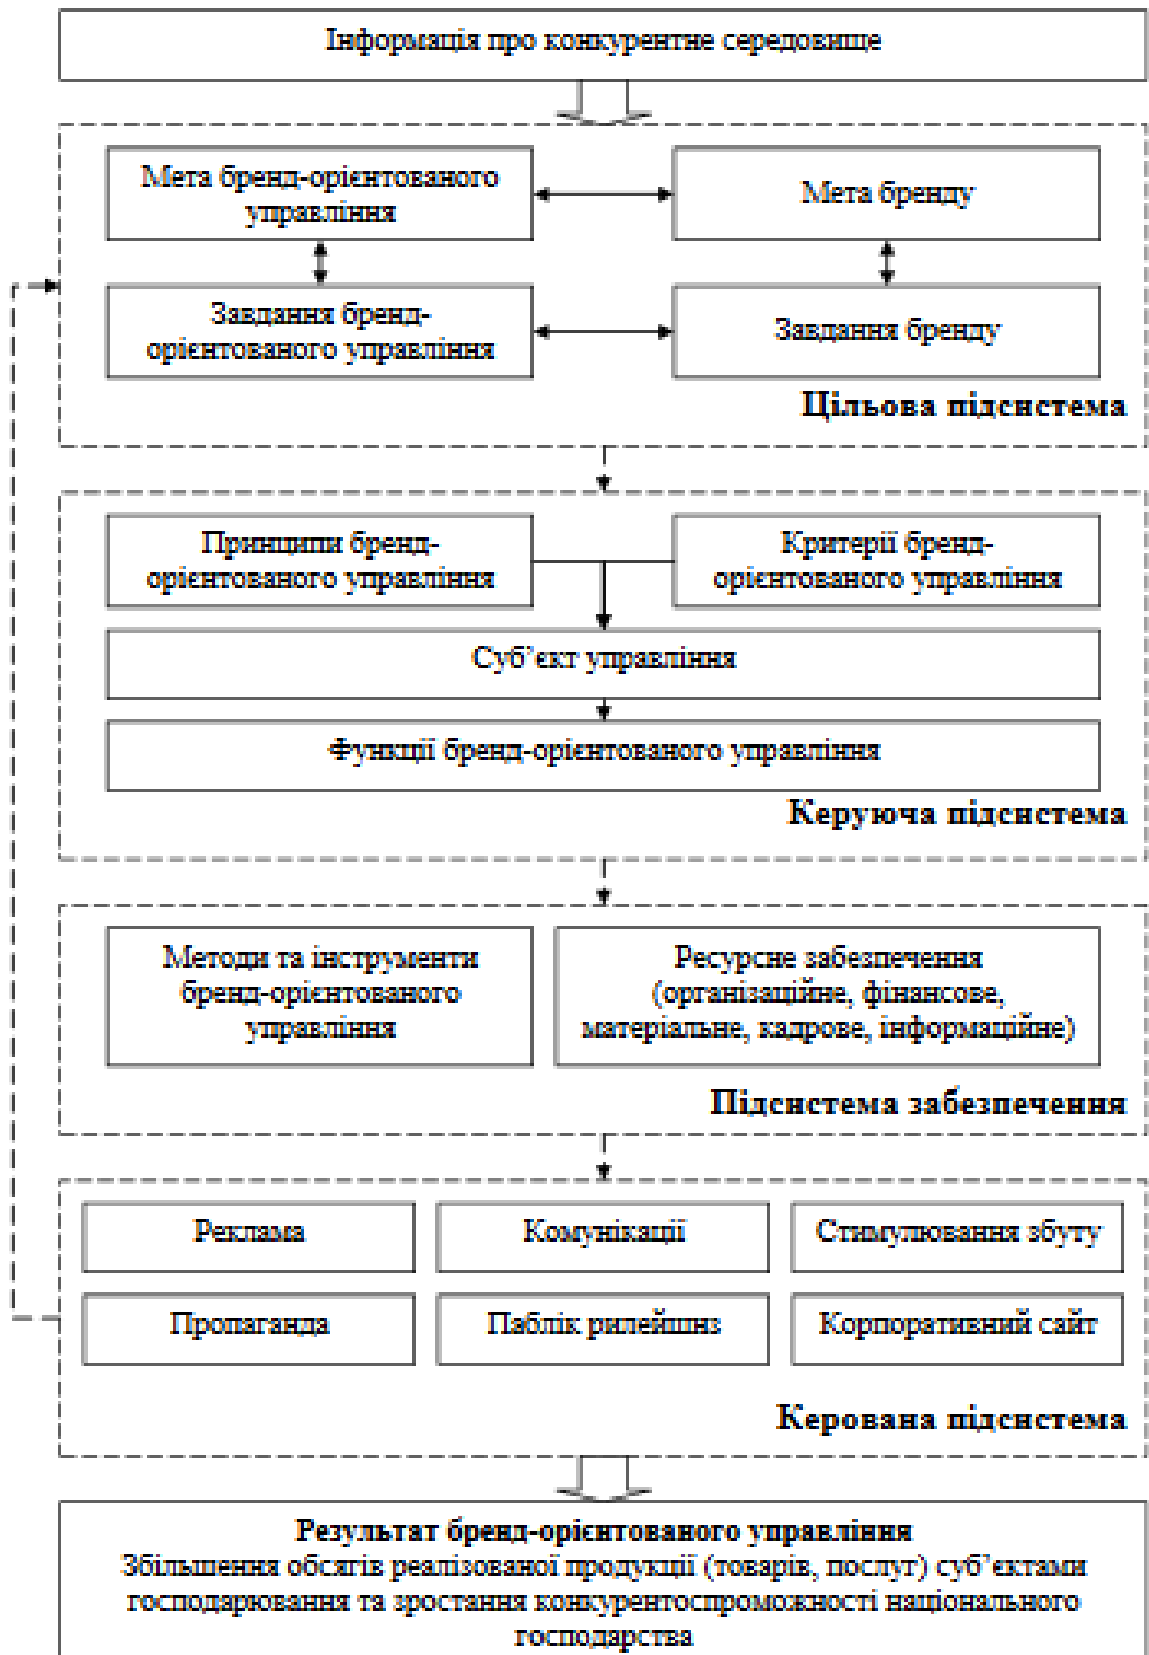 Інформація про конкурентне середовище
Мета бренд-орієнтованого
управління
Мета бренду
Завдання бренд-
орієнтованого управління
Завдання бренду
Цільова підсистема
Принципи бренд-
орієнтованого управління
Критерії бренд-
орієнтованого управління
Суб’єкт управління
Функції бренд-орієнтованого управління
Керуюча підсистема
Методи та інструменти
бренд-орієнтованого
управління
Ресурсне забезпечення
(організаційне, фінансове,
матеріальне, кадрове, інформаційне)
Підсистема забезпечення
Реклама
Комунікації
Стимулювання збуту
Пропаганда
Паблік рилейшнз
Корпоративний сайт
Керована підсистема
Результат бренд-орієнтованого управління
Збільшення обсягів реалізованої продукції (товарів, послуг) суб’єктами
господарювання та зростання конкурентоспроможності національного
господарства